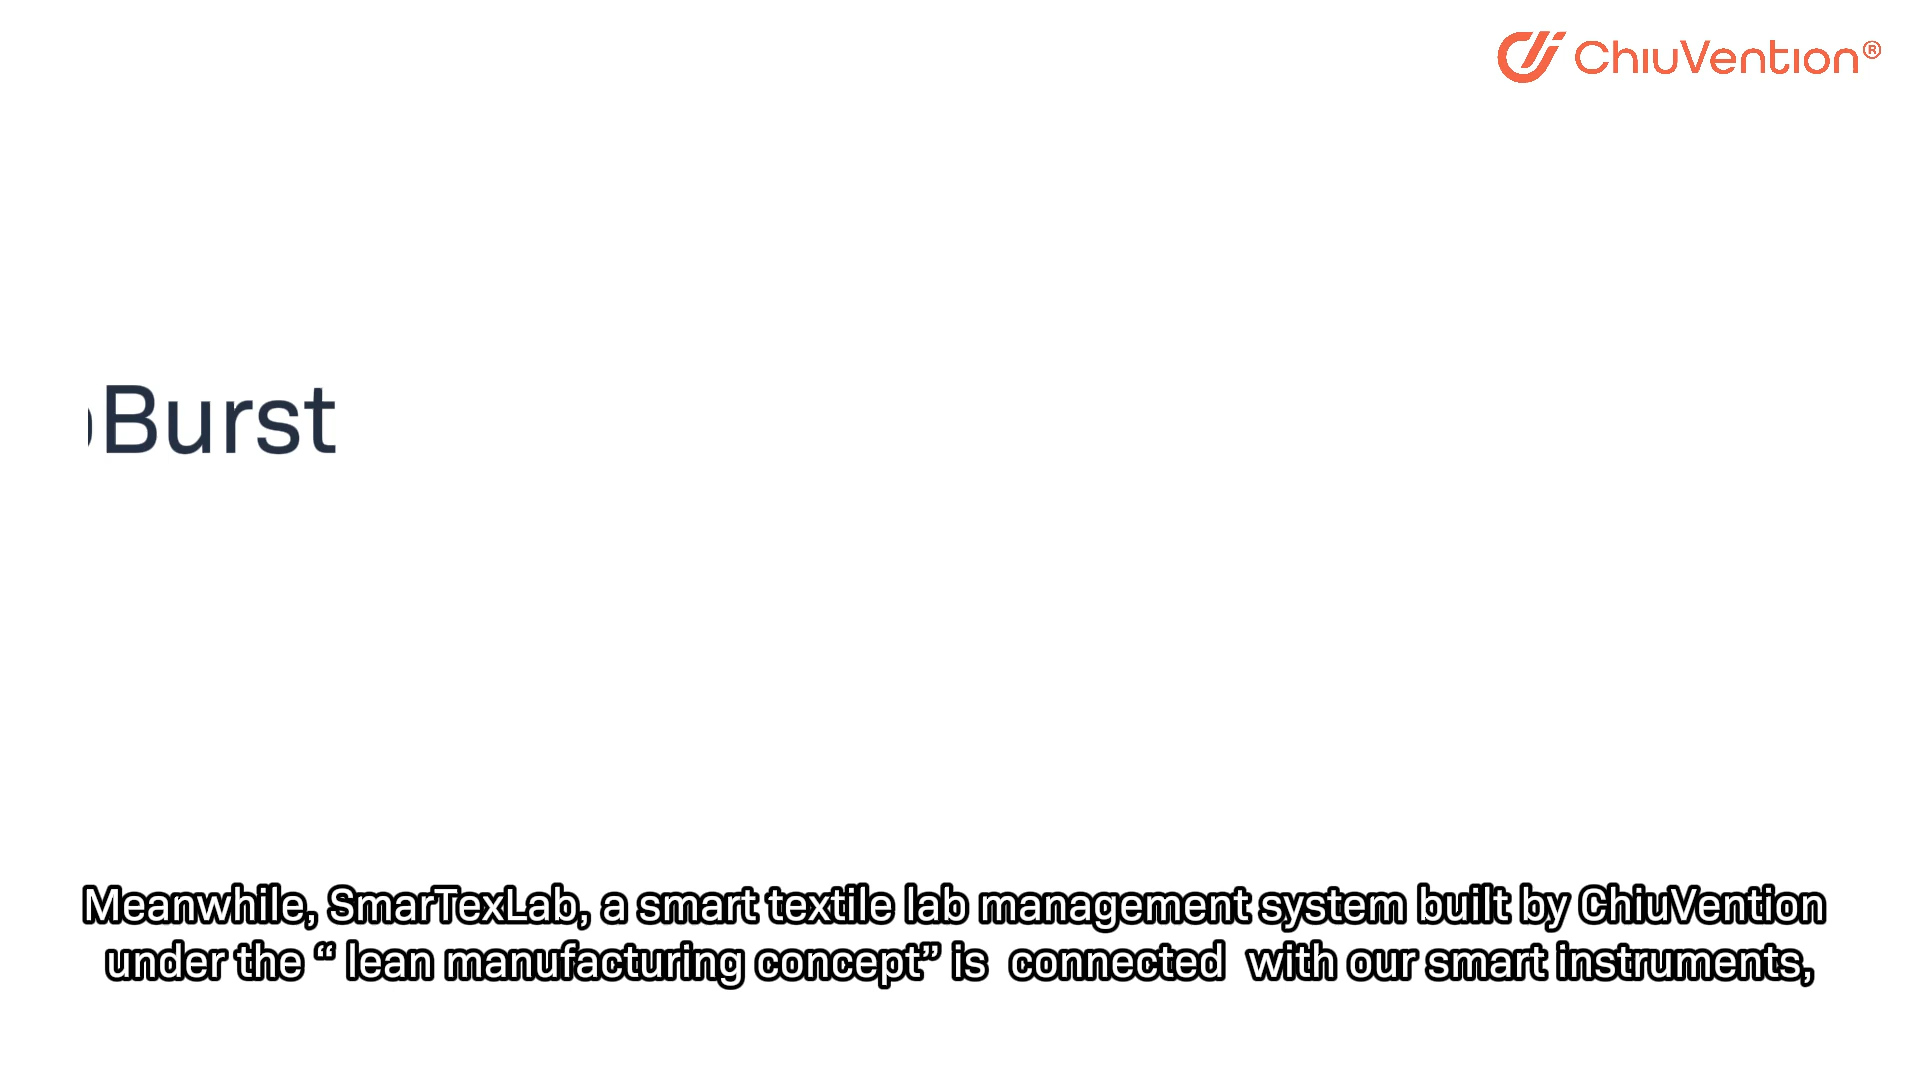 ChiuVention®
Burst
Meanwhile, SmarTexLab, a smart textile lab management system built by ChiuVention
under the “ lean manufacturing concept” is connected with our smart instruments,